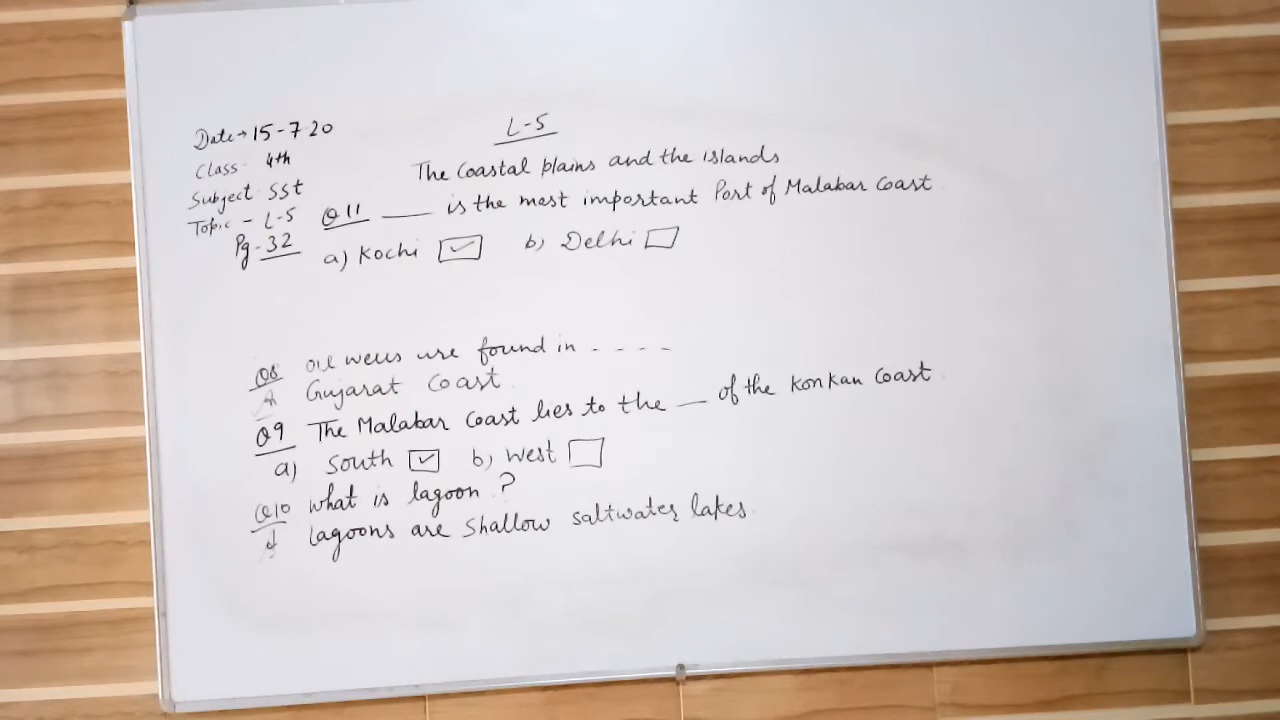 Date → 15-7 20
Class- 4th
Subject- SSt
Topic - L-5
Pg-32
L-5
The Coastal plains and the islands
Q11 ___ is the most important Port of Malabar Coast
a) Kochi ✓ b) Delhi
Q8 Oil wells are found in - - - -
A Gujarat Coast.
Q9 The Malabar Coast lies to the __ of the Konkan Coast
a) South ✓ b) West
Q10 What is lagoon ?
lagoons are shallow saltwater lakes.